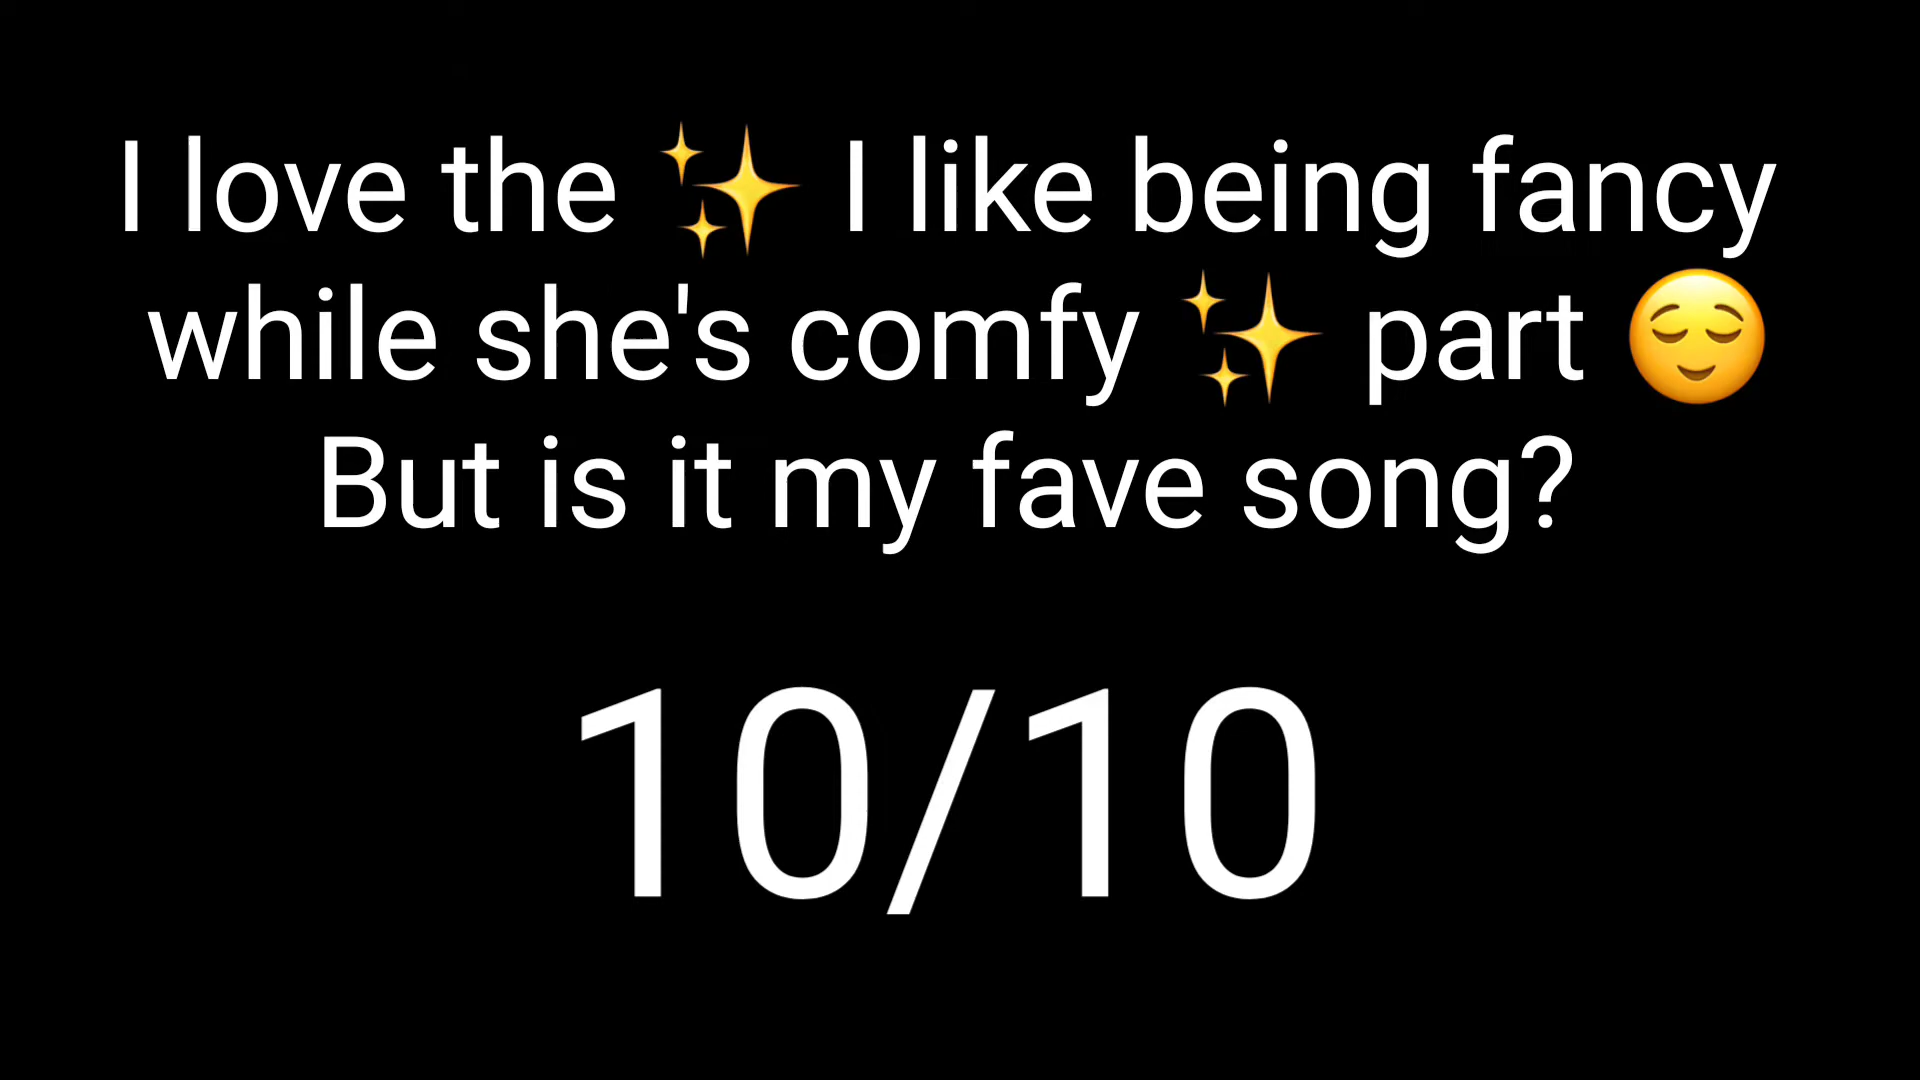 I love the ✨ I like being fancy
while she's comfy ✨ part 😌
But is it my fave song?
10/10